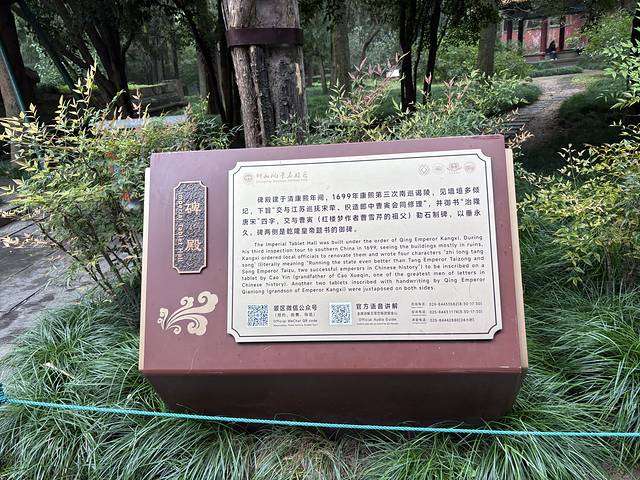 碑殿
Imperial Tablet Hall
钟山风景名胜区
碑殿建于清康熙年间，1699年康熙第三次南巡谒陵，见墙垣多倾
圮，下旨“交与江苏巡抚宋荦、织造郎中曹寅会同修理”，并御书“治隆
唐宋”四字，交与曹寅（《红楼梦作者曹雪芹的祖父）勒石制碑，以垂永
久。碑两侧是乾隆皇帝题书的御碑。
The Imperial Tablet Hall was built under the order of Qing Emperor Kangxi. During
his third inspection tour to southern China in 1699, seeing the buildings mostly in ruins,
Kangxi ordered local officials to renovate them and wrote four characters "zhi long tang
song" (literally meaning "Running the state even better than Tang Emperor Taizong and
Song Emperor Taizu, two successful emperors in Chinese history") to be inscribed on a
tablet by Cao Yin (grandfather of Cao Xueqin, one of the greatest men of letters in
Chinese history). Another two tablets inscribed with handwriting by Qing Emperor
Qianlong (grandson of Emperor Kangxi) were juxtaposed on both sides.
景区微信公众号
Official WeChat QR code
官方语音讲解
Official Audio Guide